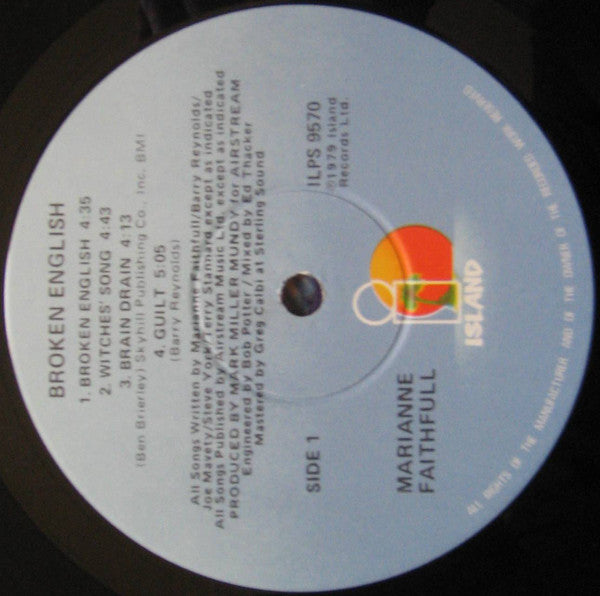 BROKEN ENGLISH
1. BROKEN ENGLISH 4:35
2. WITCHES' SONG 4:43
3. BRAIN DRAIN 4:13
(Ben Brierley) Skyhill Publishing Co., Inc. BMI
4. GUILT 5:05
(Barry Reynolds)
All Songs Written by Marianne Faithfull/Barry Reynolds/
Joe Mavety/Steve York/Terry Stannard except as indicated
All Songs Published by Airstream Music Ltd. except as indicated
PRODUCED BY MARK MILLER MUNDY for AIRSTREAM
Engineered by Bob Potter / Mixed by Ed Thacker
Mastered by Greg Calbi at Sterling Sound
SIDE 1
ILPS 9570
℗1979 Island
Records Ltd.
ISLAND
MARIANNE
FAITHFULL
ALL RIGHTS OF THE MANUFACTURER AND OF THE OWNER OF THE RECORDED WORK RESERVED